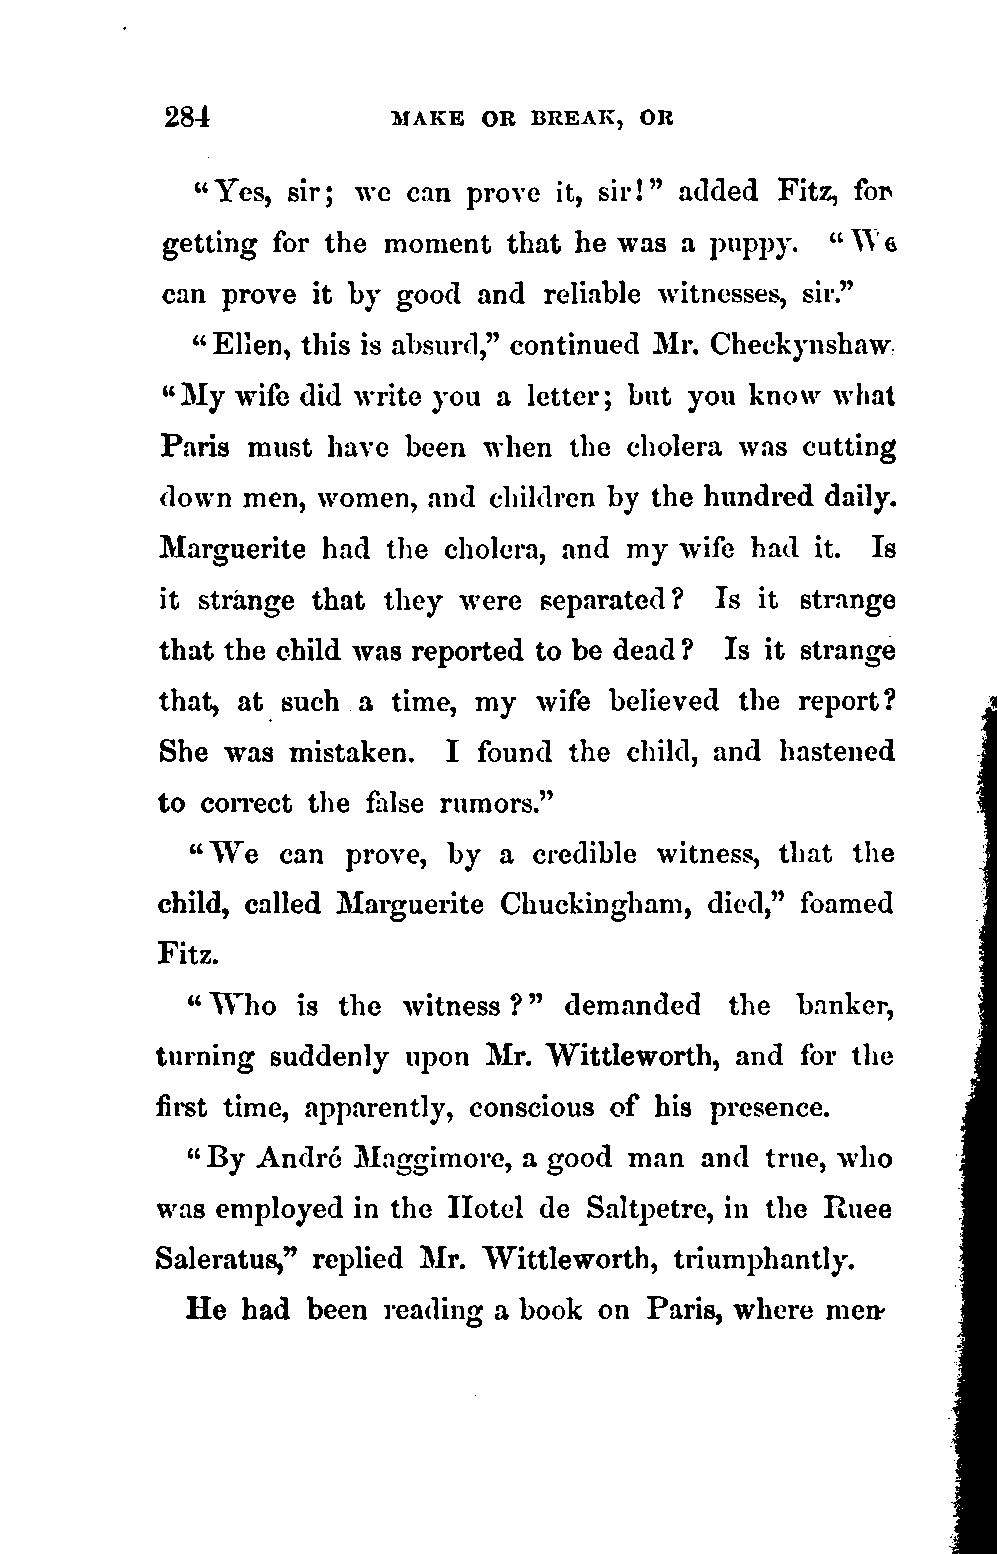 284 MAKE OR BREAK, OR
“Yes, sir; we can prove it, sir!” added Fitz, for-
getting for the moment that he was a puppy. “We
can prove it by good and reliable witnesses, sir.”
“Ellen, this is absurd,” continued Mr. Checkynshaw.
“My wife did write you a letter; but you know what
Paris must have been when the cholera was cutting
down men, women, and children by the hundred daily.
Marguerite had the cholera, and my wife had it. Is
it strange that they were separated? Is it strange
that the child was reported to be dead? Is it strange
that, at such a time, my wife believed the report?
She was mistaken. I found the child, and hastened
to correct the false rumors.”
“We can prove, by a credible witness, that the
child, called Marguerite Chuckingham, died,” foamed
Fitz.
“Who is the witness?” demanded the banker,
turning suddenly upon Mr. Wittleworth, and for the
first time, apparently, conscious of his presence.
“By André Maggimore, a good man and true, who
was employed in the Hotel de Saltpetre, in the Ruee
Saleratus,” replied Mr. Wittleworth, triumphantly.
He had been reading a book on Paris, where men-